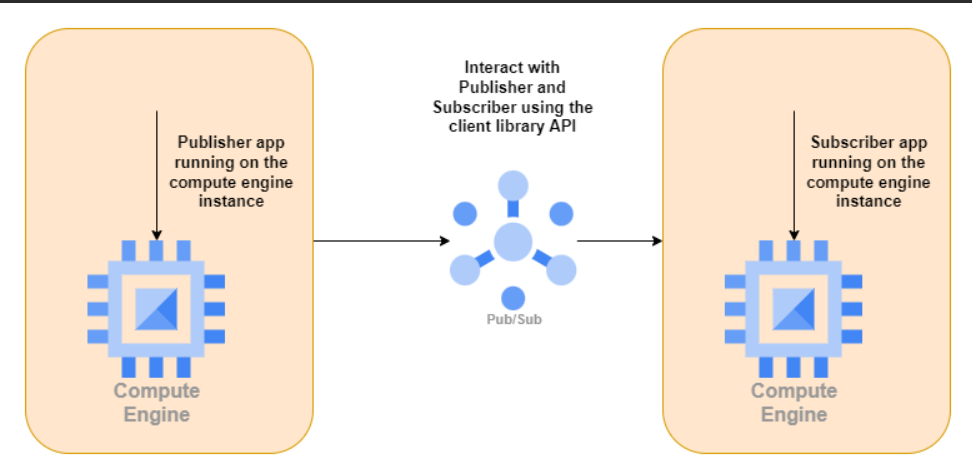 Interact with
Publisher and
Subscriber using the
client library API
Publisher app
running on the
compute engine
instance
Subscriber app
running on the
compute engine
instance
Pub/Sub
Compute
Engine
Compute
Engine